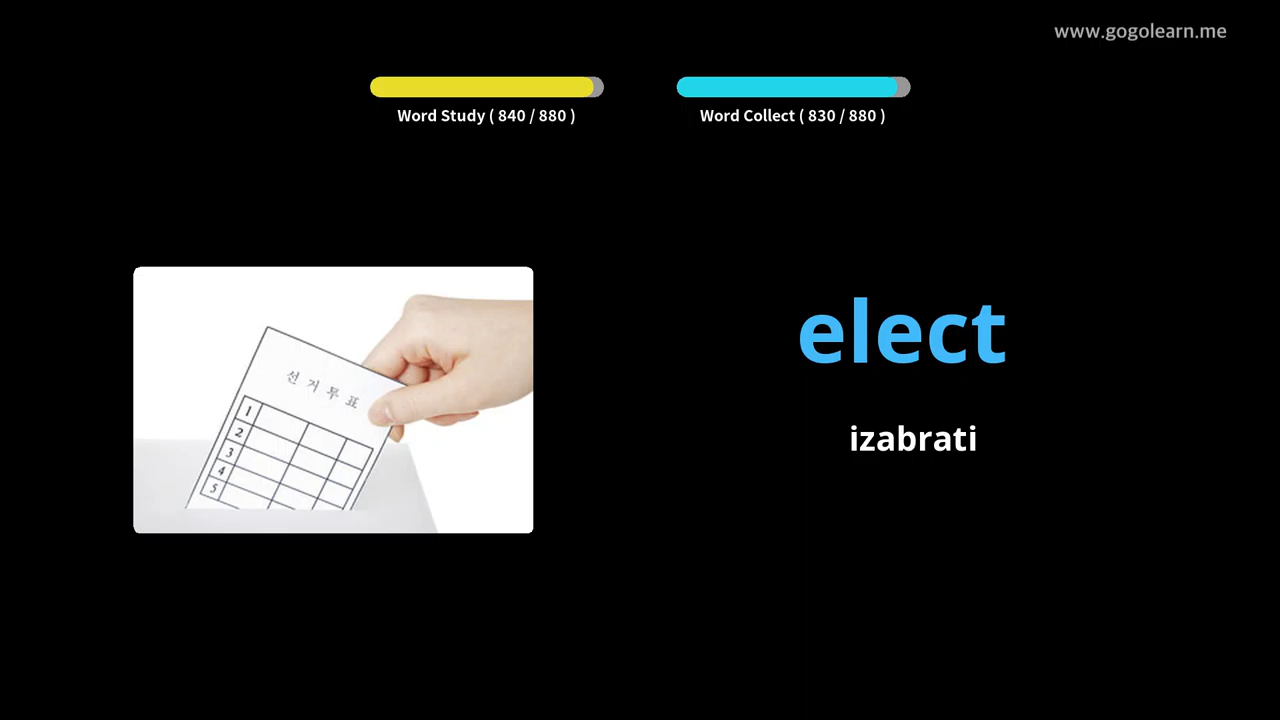 www.gogolearn.me
Word Study ( 840 / 880 )
Word Collect ( 830 / 880 )
선거투표
1
2
3
4
5
elect
izabrati